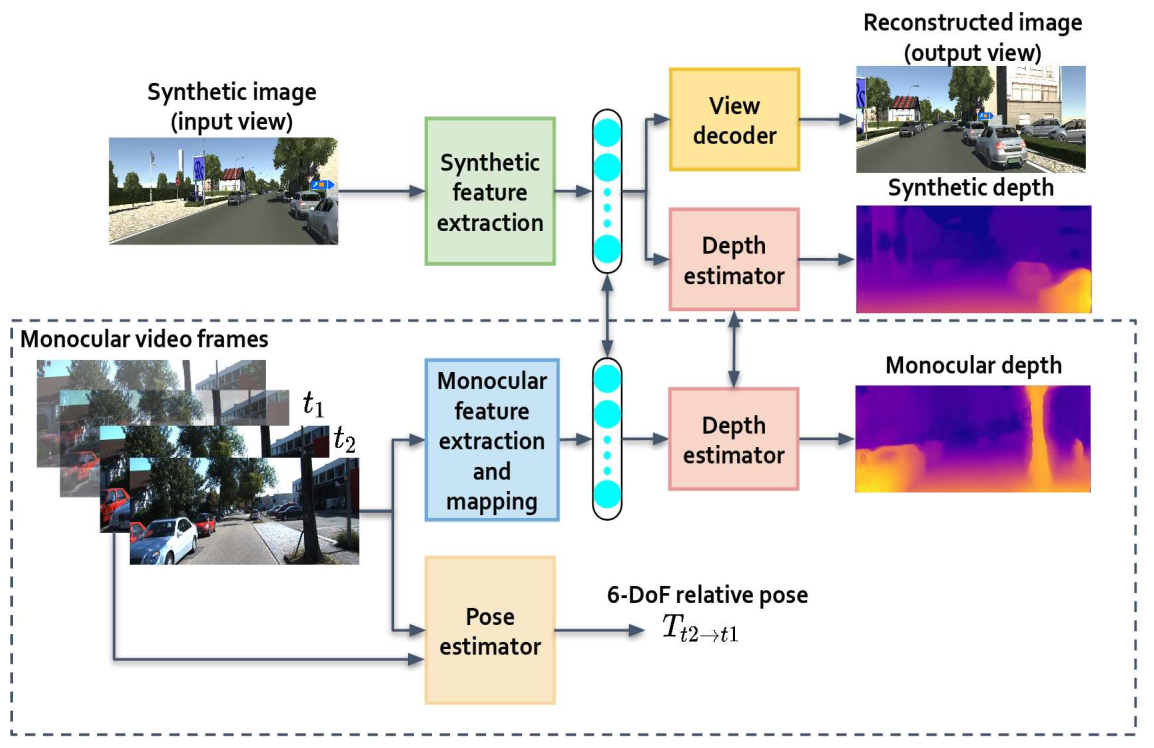 Reconstructed image
(output view)
Synthetic image
(input view)
Synthetic
feature
extraction
View
decoder
Synthetic depth
Depth
estimator
Monocular video frames
t1
t2
Monocular
feature
extraction
and
mapping
Depth
estimator
Monocular depth
Pose
estimator
6-DoF relative pose
Tt2→t1